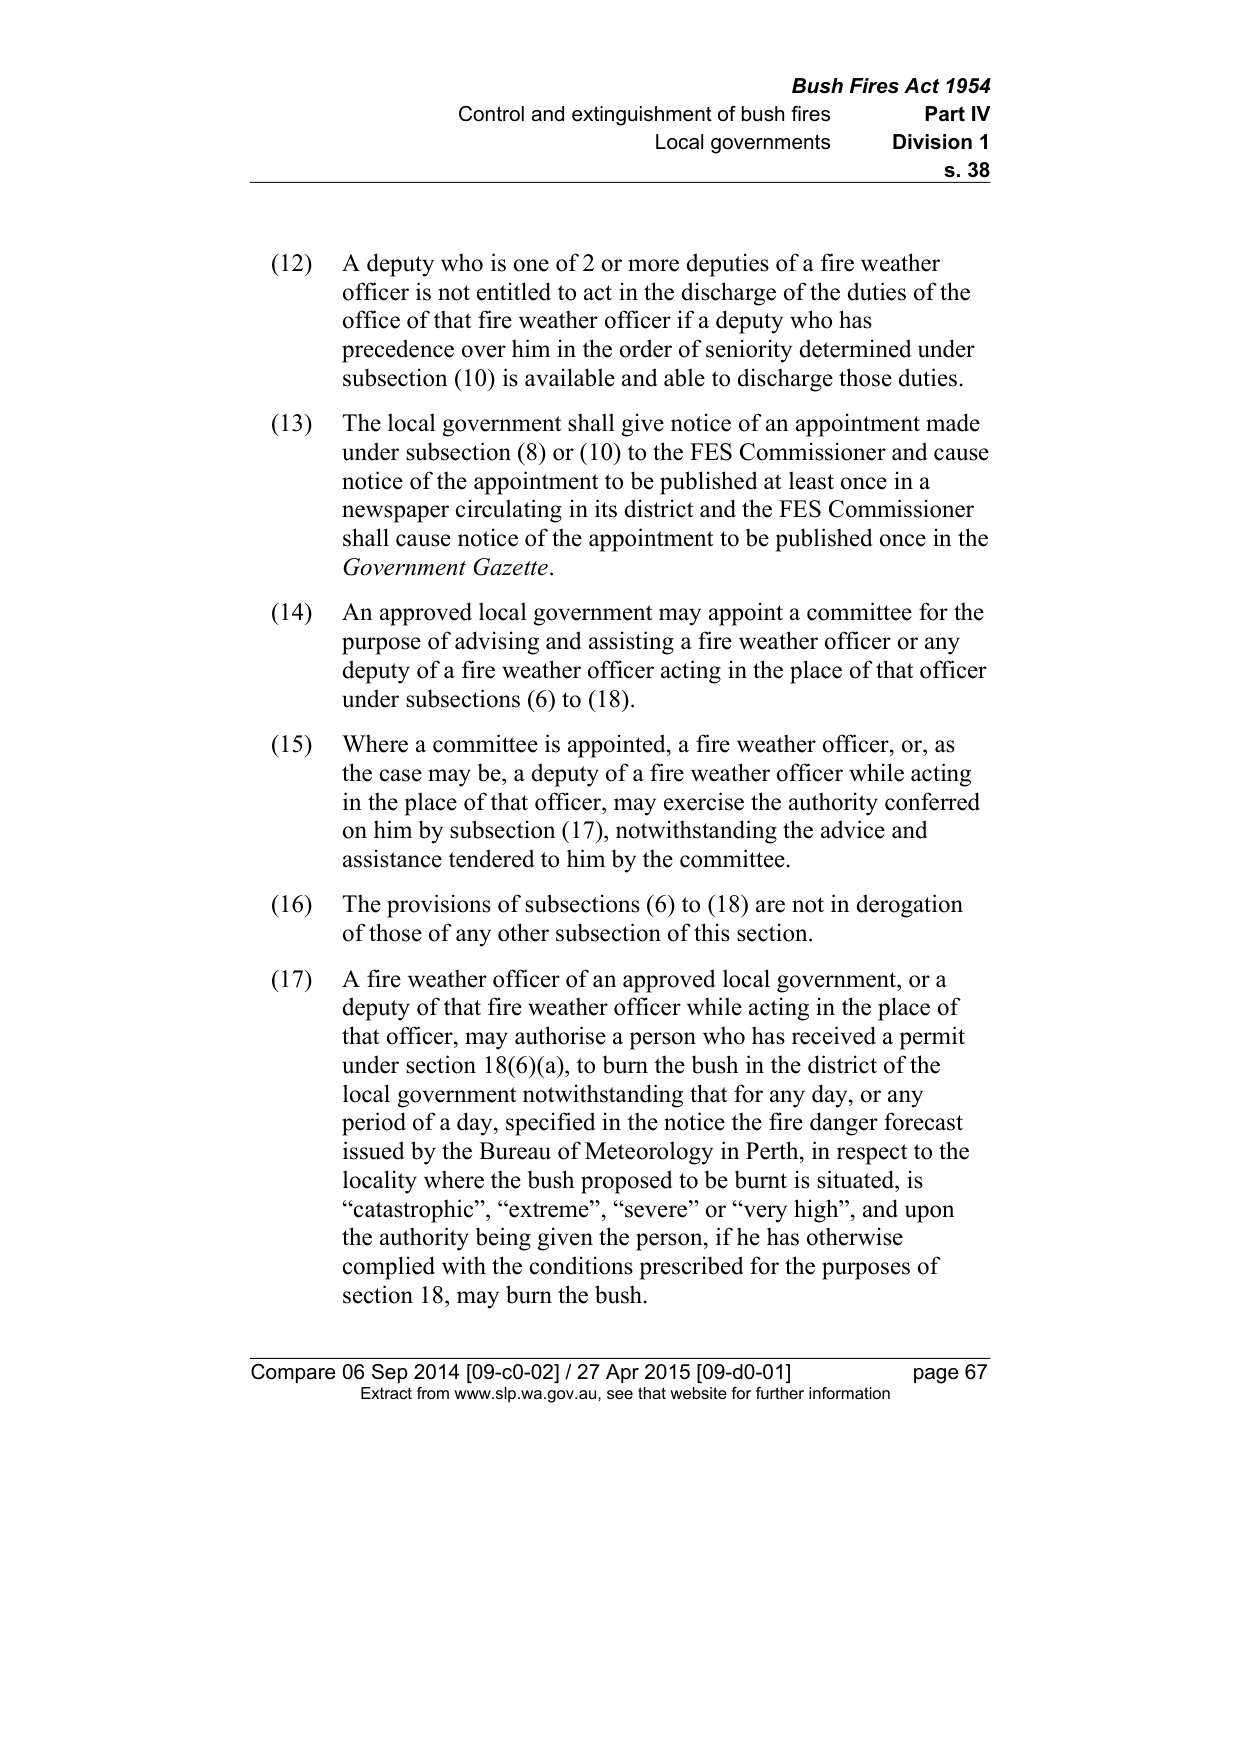 Bush Fires Act 1954
Control and extinguishment of bush fires Part IV
Local governments Division 1
s. 38
(12) A deputy who is one of 2 or more deputies of a fire weather
officer is not entitled to act in the discharge of the duties of the
office of that fire weather officer if a deputy who has
precedence over him in the order of seniority determined under
subsection (10) is available and able to discharge those duties.
(13) The local government shall give notice of an appointment made
under subsection (8) or (10) to the FES Commissioner and cause
notice of the appointment to be published at least once in a
newspaper circulating in its district and the FES Commissioner
shall cause notice of the appointment to be published once in the
Government Gazette.
(14) An approved local government may appoint a committee for the
purpose of advising and assisting a fire weather officer or any
deputy of a fire weather officer acting in the place of that officer
under subsections (6) to (18).
(15) Where a committee is appointed, a fire weather officer, or, as
the case may be, a deputy of a fire weather officer while acting
in the place of that officer, may exercise the authority conferred
on him by subsection (17), notwithstanding the advice and
assistance tendered to him by the committee.
(16) The provisions of subsections (6) to (18) are not in derogation
of those of any other subsection of this section.
(17) A fire weather officer of an approved local government, or a
deputy of that fire weather officer while acting in the place of
that officer, may authorise a person who has received a permit
under section 18(6)(a), to burn the bush in the district of the
local government notwithstanding that for any day, or any
period of a day, specified in the notice the fire danger forecast
issued by the Bureau of Meteorology in Perth, in respect to the
locality where the bush proposed to be burnt is situated, is
“catastrophic”, “extreme”, “severe” or “very high”, and upon
the authority being given the person, if he has otherwise
complied with the conditions prescribed for the purposes of
section 18, may burn the bush.
Compare 06 Sep 2014 [09-c0-02] / 27 Apr 2015 [09-d0-01] page 67
Extract from www.slp.wa.gov.au, see that website for further information